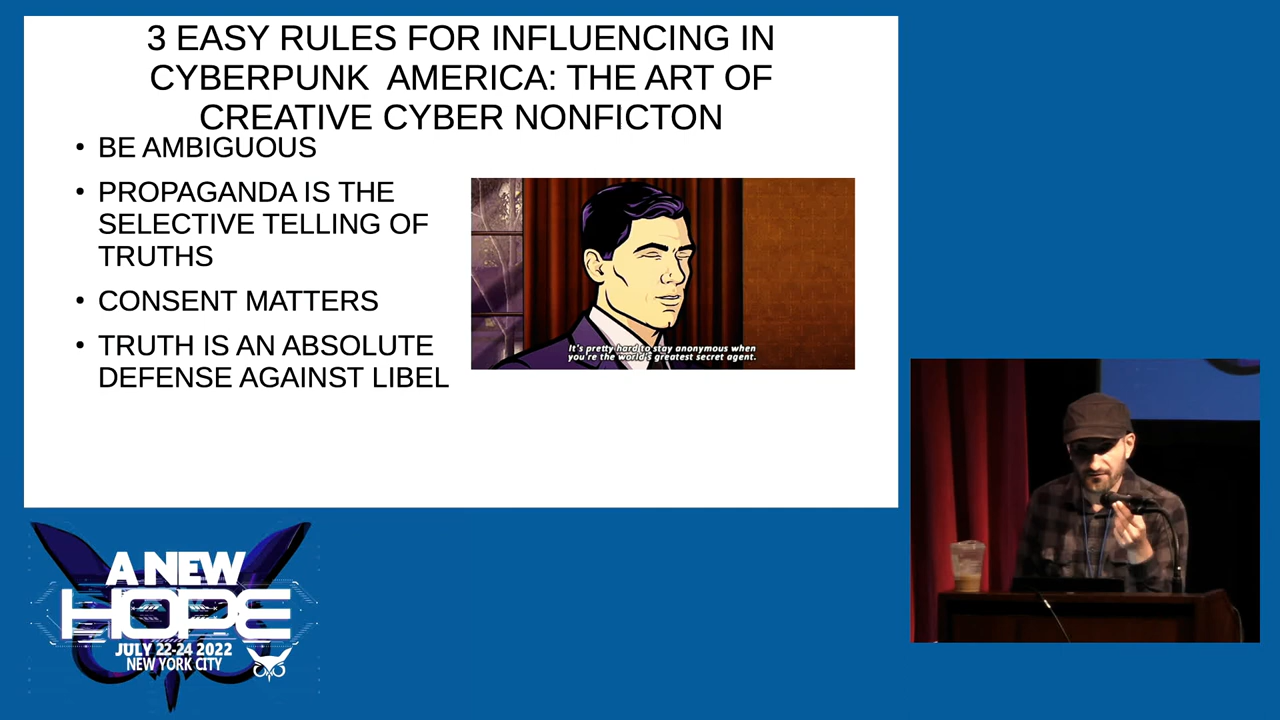 3 EASY RULES FOR INFLUENCING IN
CYBERPUNK  AMERICA: THE ART OF
CREATIVE CYBER NONFICTON
• BE AMBIGUOUS
• PROPAGANDA IS THE
SELECTIVE TELLING OF
TRUTHS
• CONSENT MATTERS
• TRUTH IS AN ABSOLUTE
DEFENSE AGAINST LIBEL
It's pretty hard to stay anonymous when
you're the world's greatest secret agent.
A NEW
HOPE
JULY 22-24 2022
NEW YORK CITY